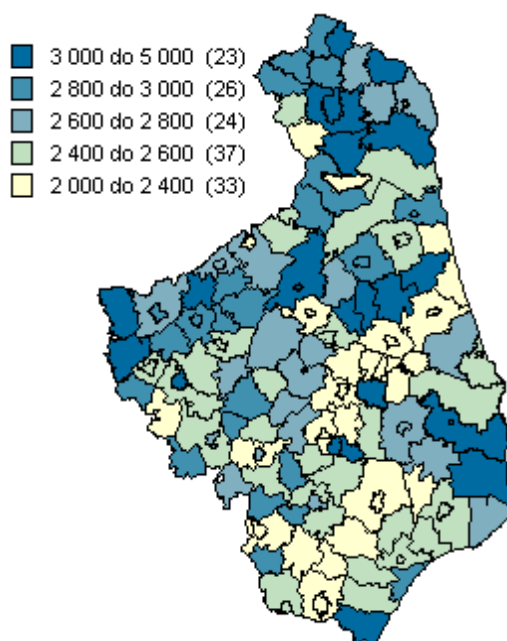 3 000 do 5 000 (23)
2 800 do 3 000 (26)
2 600 do 2 800 (24)
2 400 do 2 600 (37)
2 000 do 2 400 (33)